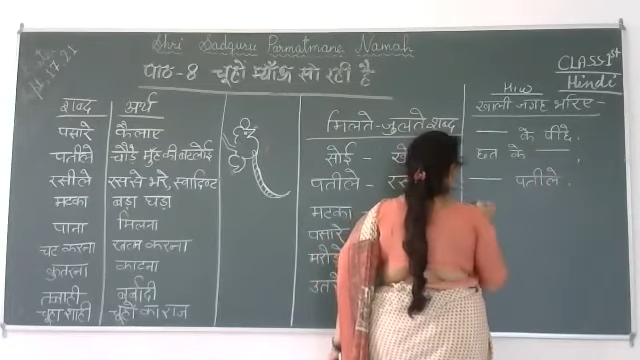 Shri Sadguru Parmatmane Namah
पाठ-8 चूहो म्याँऊ सो रही है
CLASS 1st
Hindi
शब्द अर्थ
पसारे फैलाए
पतीले चौड़े मुँह की बटलोई
रसीले रस से भरे, स्वादिष्ट
मटका बड़ा घड़ा
पाना मिलना
चट करना खत्म करना
कुतरना काटना
तबाही बर्बादी
चूहा शाही चूहों का राज
मिलते-जुलते शब्द
सोई -
पतीले -
मटका -
पसारे
H.W
खाली जगह भरिए-
— के पीछे.
छत के —,
— पतीले.